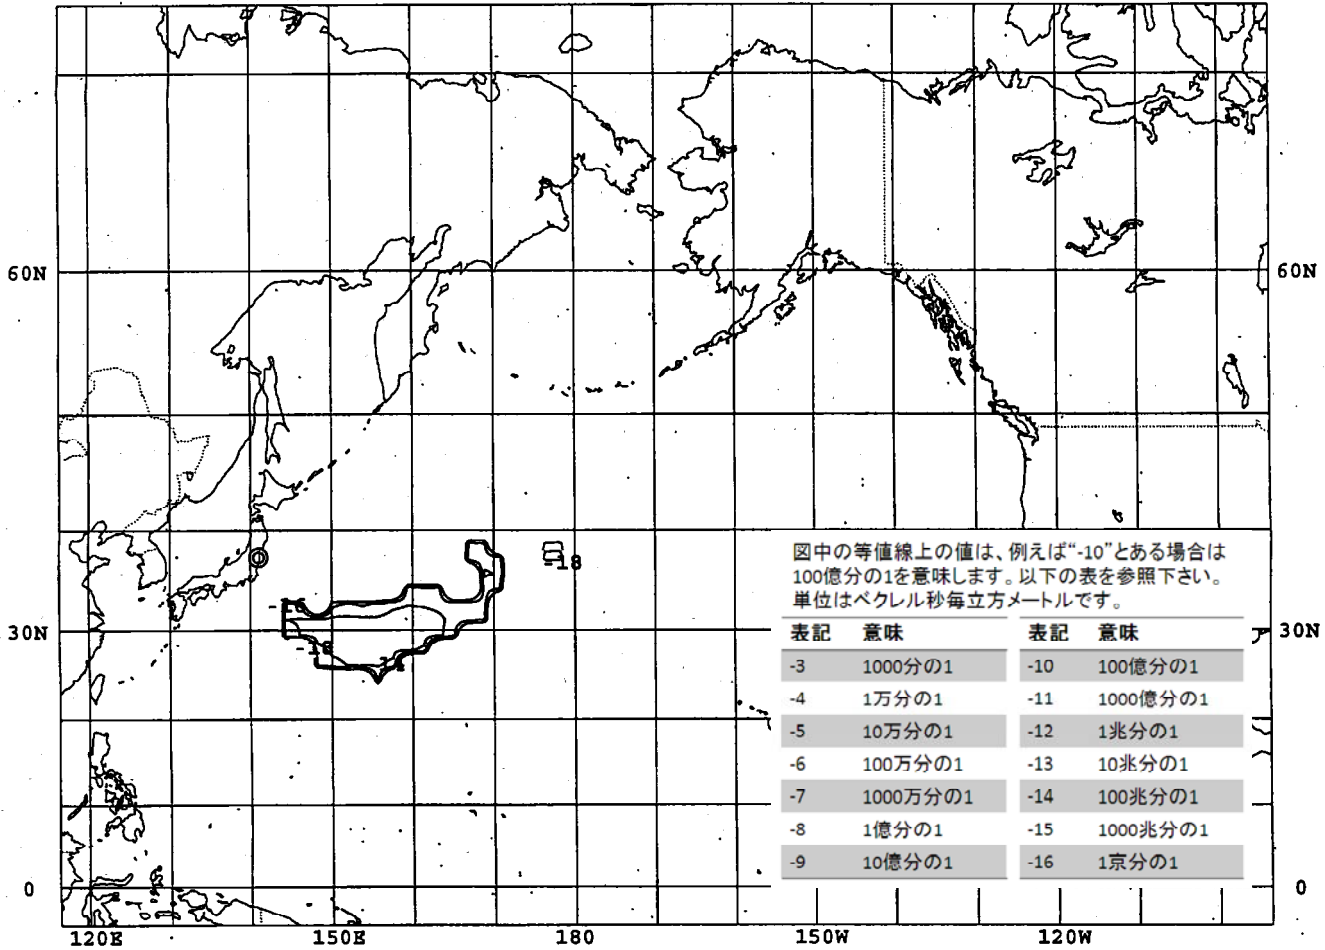 60N
60N
-18
図中の等値線上の値は、例えば“-10”とある場合は
100億分の1を意味します。以下の表を参照下さい。
単位はベクレル秒毎立方メートルです。
表記 意味 表記 意味
30N
30N
-3 1000分の1 -10 100億分の1
-4 1万分の1 -11 1000億分の1
-5 10万分の1 -12 1兆分の1
-6 100万分の1 -13 10兆分の1
-7 1000万分の1 -14 100兆分の1
-8 1億分の1 -15 1000兆分の1
-9 10億分の1 -16 1京分の1
0
0
120E 150E 180 150W 120W